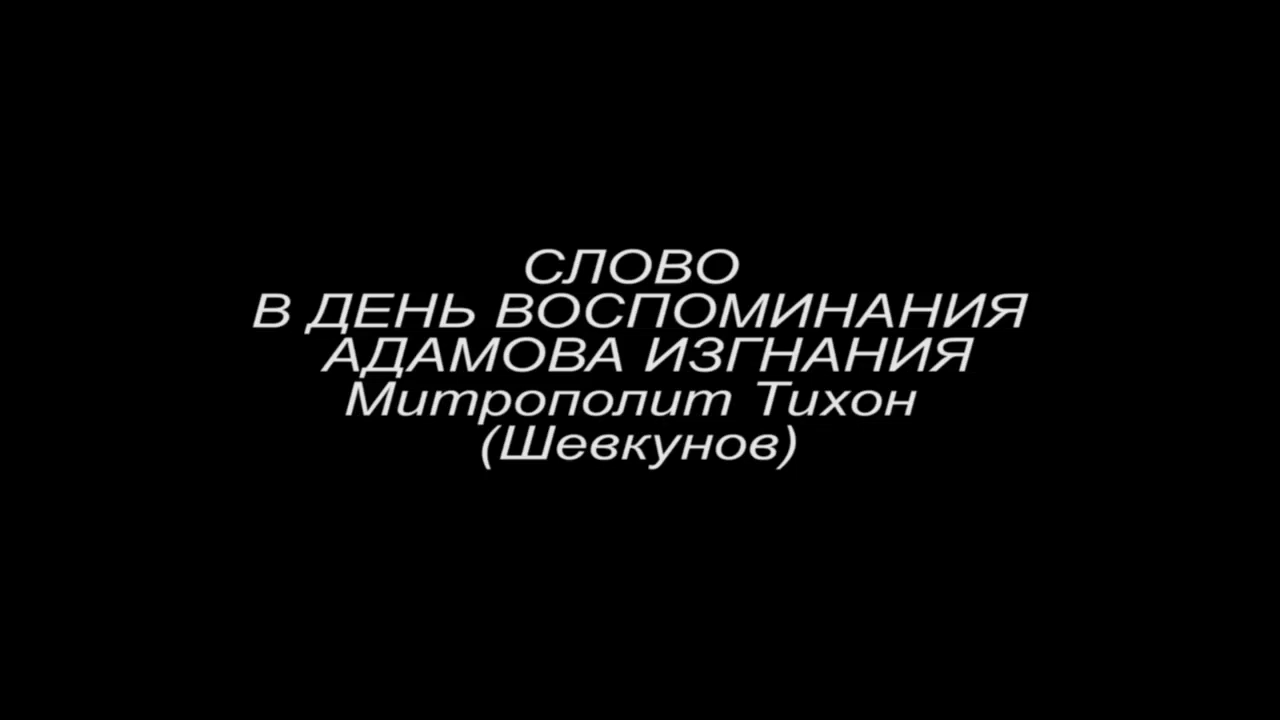 СЛОВО
В ДЕНЬ ВОСПОМИНАНИЯ
АДАМОВА ИЗГНАНИЯ
Митрополит Тихон
(Шевкунов)